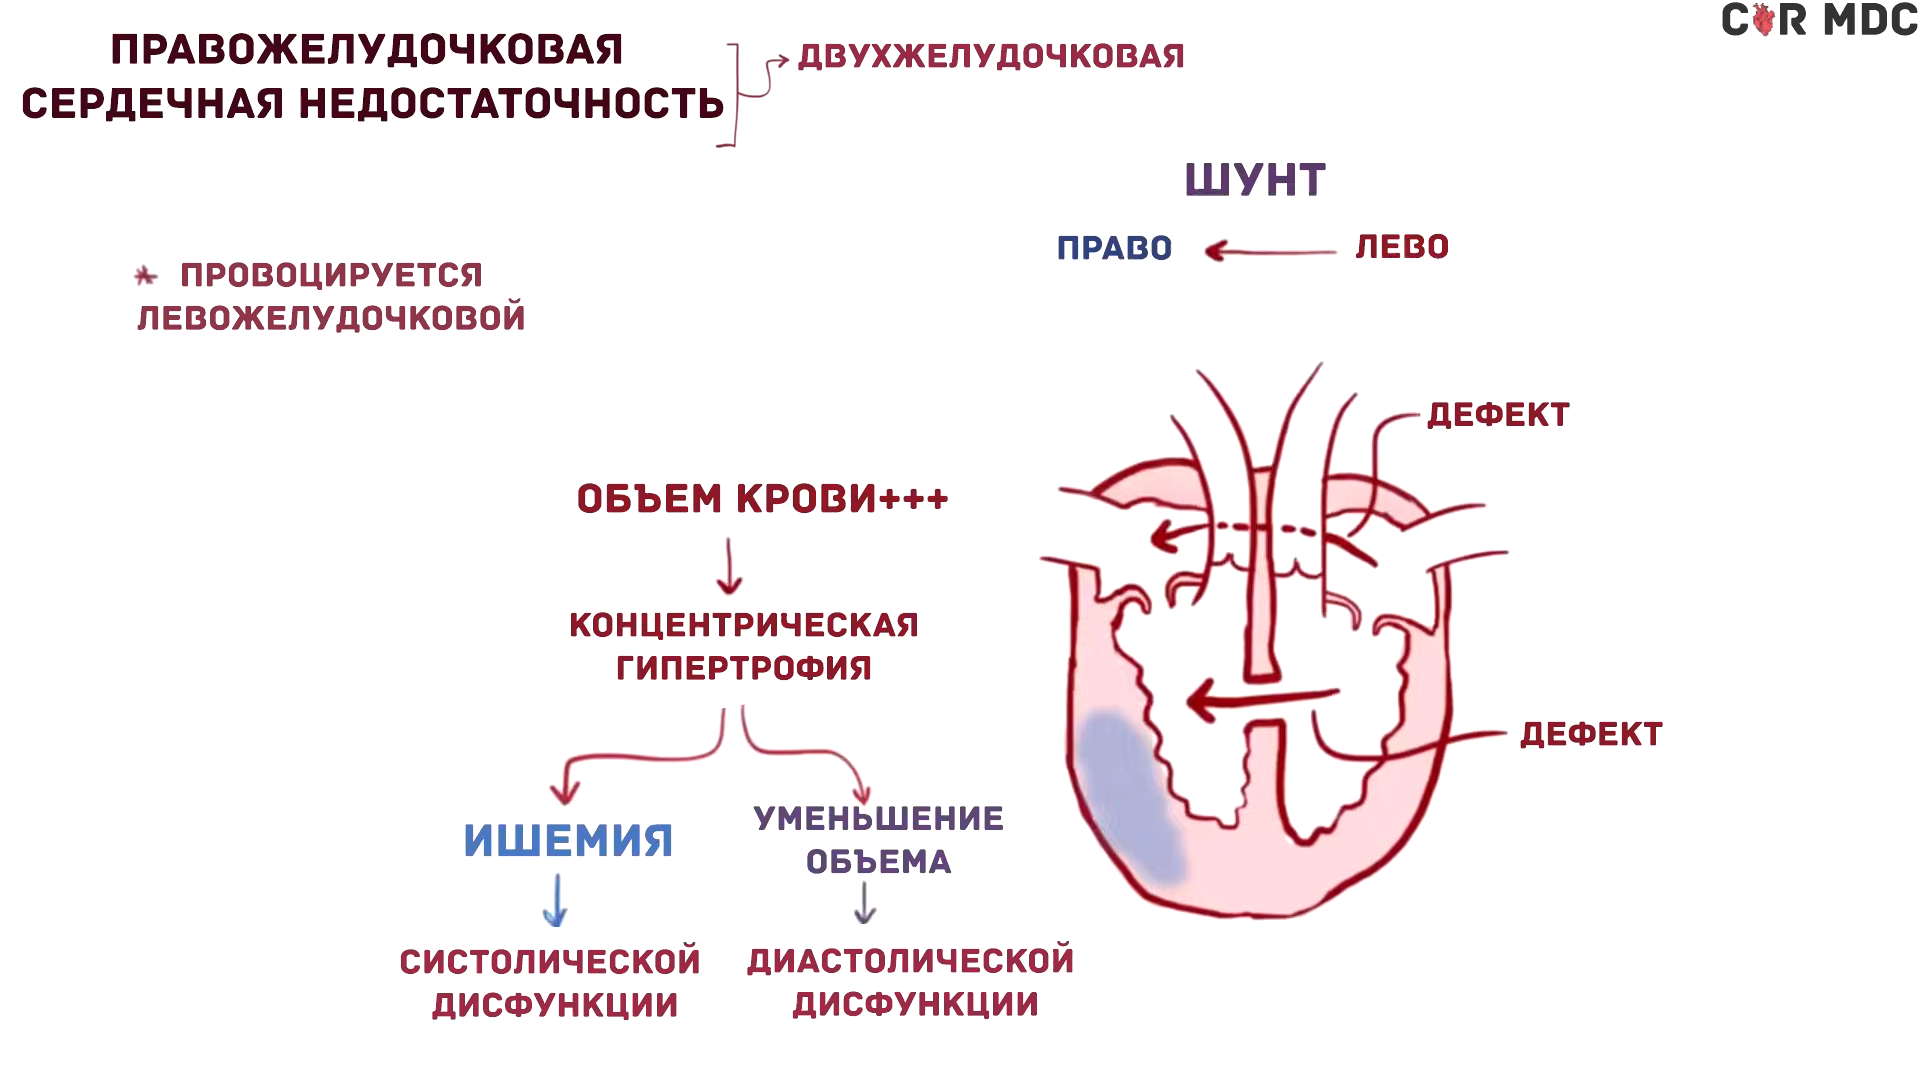 ПРАВОЖЕЛУДОЧКОВАЯ
СЕРДЕЧНАЯ НЕДОСТАТОЧНОСТЬ
ДВУХЖЕЛУДОЧКОВАЯ
C R MDC
ШУНТ
ПРАВО
ЛЕВО
* ПРОВОЦИРУЕТСЯ
ЛЕВОЖЕЛУДОЧКОВОЙ
ДЕФЕКТ
ОБЪЕМ КРОВИ+++
КОНЦЕНТРИЧЕСКАЯ
ГИПЕРТРОФИЯ
ДЕФЕКТ
ИШЕМИЯ
УМЕНЬШЕНИЕ
ОБЪЕМА
СИСТОЛИЧЕСКОЙ
ДИСФУНКЦИИ
ДИАСТОЛИЧЕСКОЙ
ДИСФУНКЦИИ